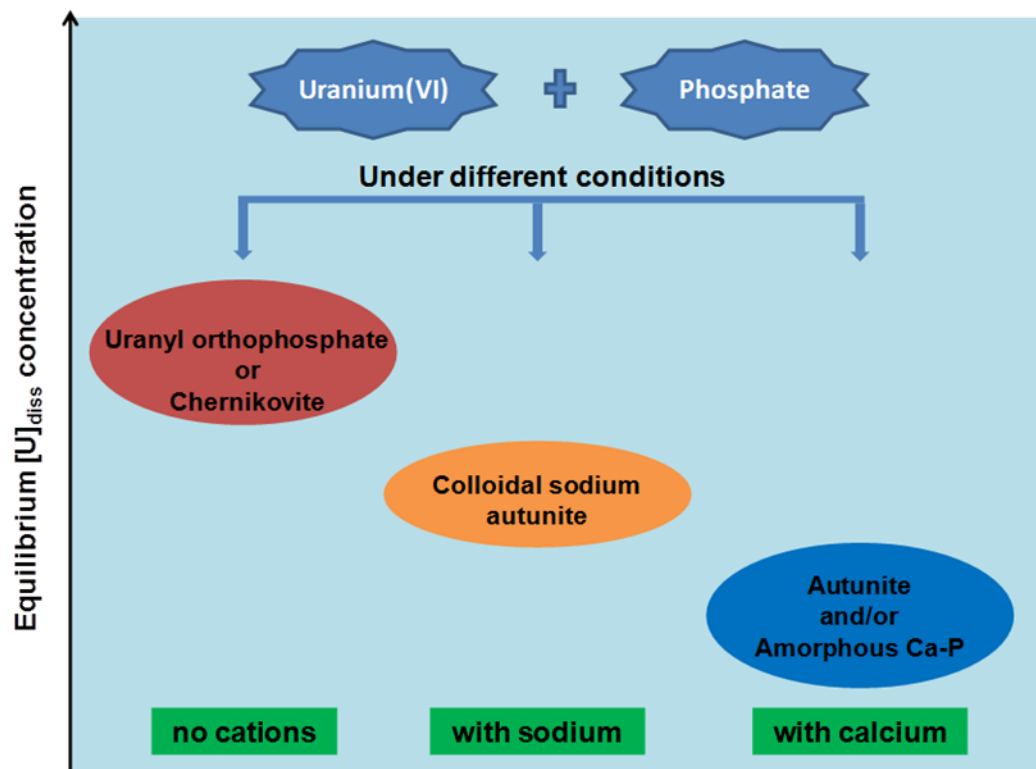 Uranium(VI)
Phosphate
Under different conditions
Equilibrium [U]diss concentration
Uranyl orthophosphate
or
Chernikovite
Colloidal sodium
autunite
Autunite
and/or
Amorphous Ca-P
no cations
with sodium
with calcium